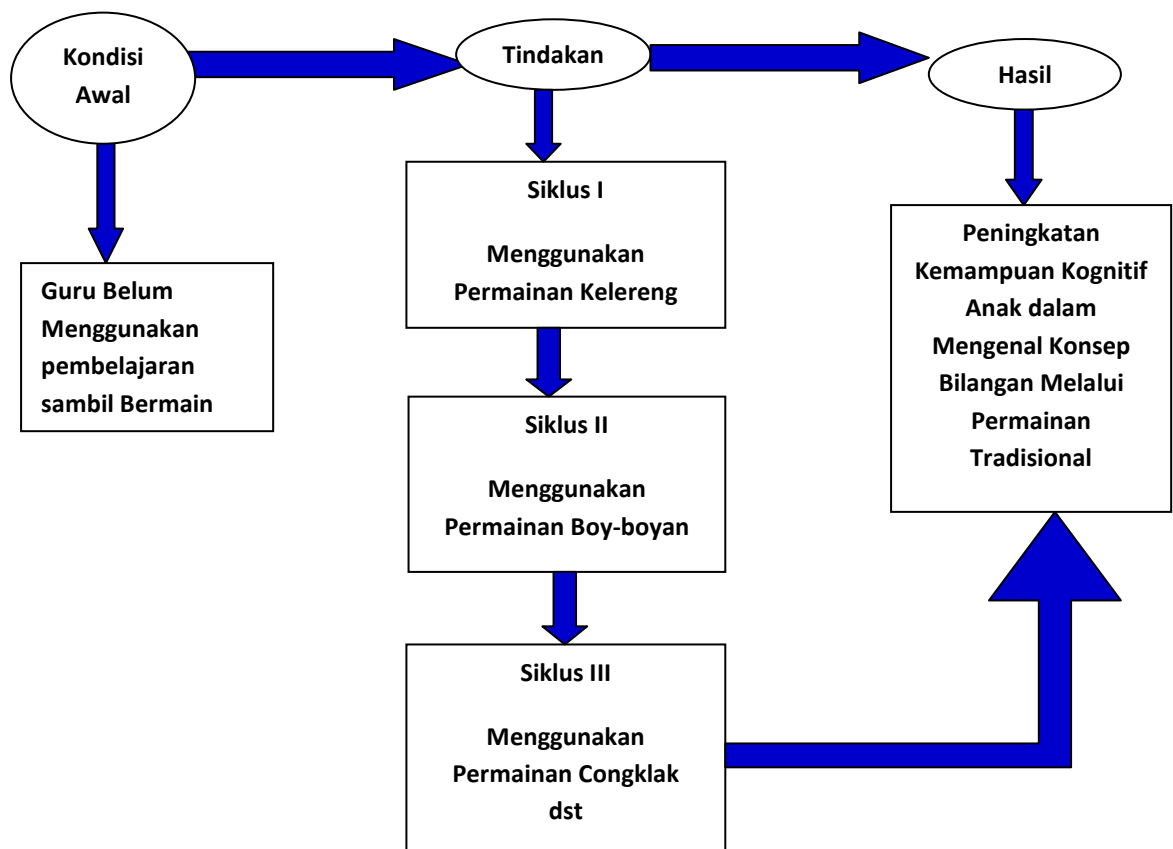 Kondisi
Awal
Tindakan
Hasil
Guru Belum
Menggunakan
pembelajaran
sambil Bermain
Siklus I
Menggunakan
Permainan Kelereng
Siklus II
Menggunakan
Permainan Boy-boyan
Siklus III
Menggunakan
Permainan Congklak
dst
Peningkatan
Kemampuan Kognitif
Anak dalam
Mengenal Konsep
Bilangan Melalui
Permainan
Tradisional